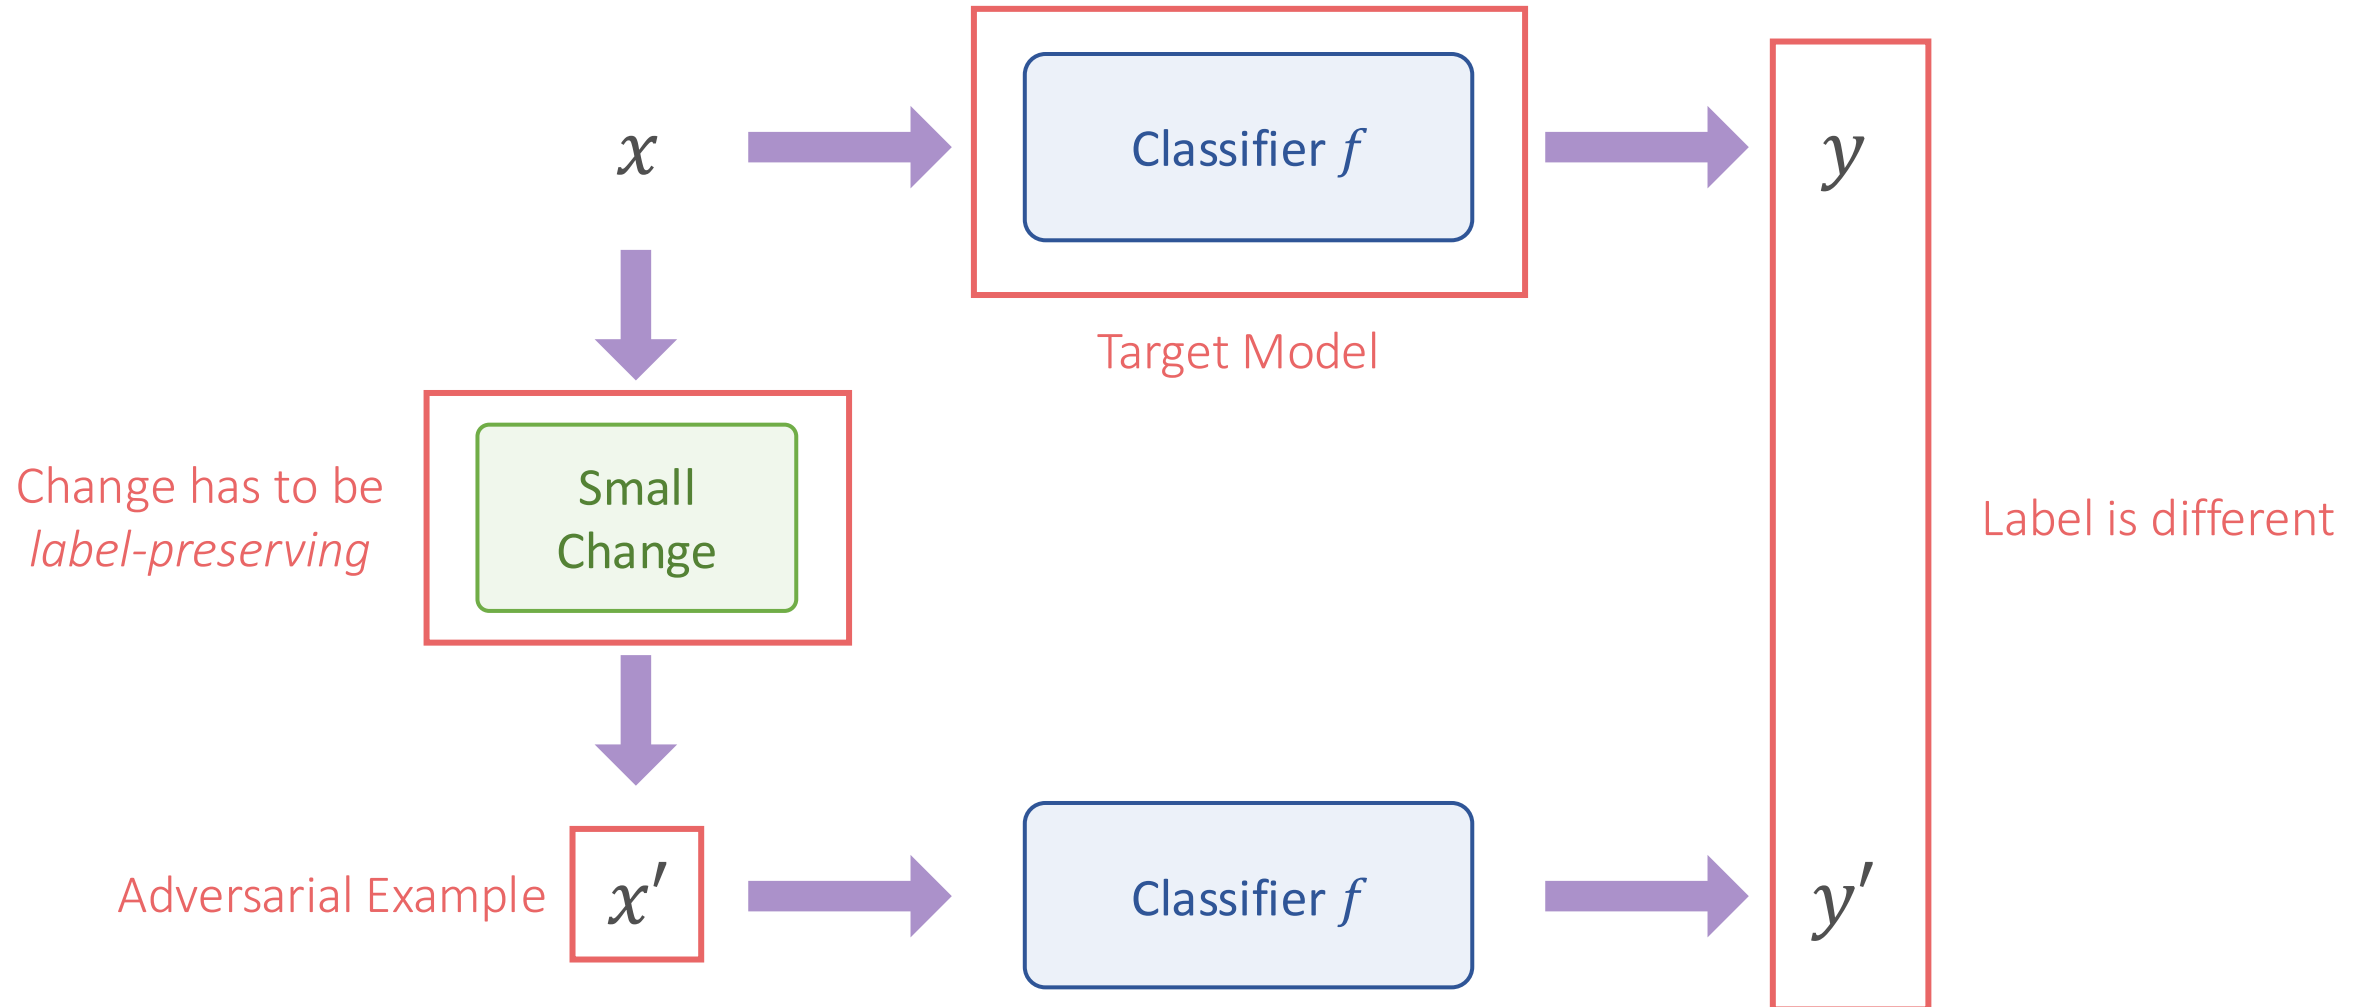 x
Classifier f
y
Target Model
Change has to be
label-preserving
Small
Change
Label is different
Adversarial Example
x′
Classifier f
y′